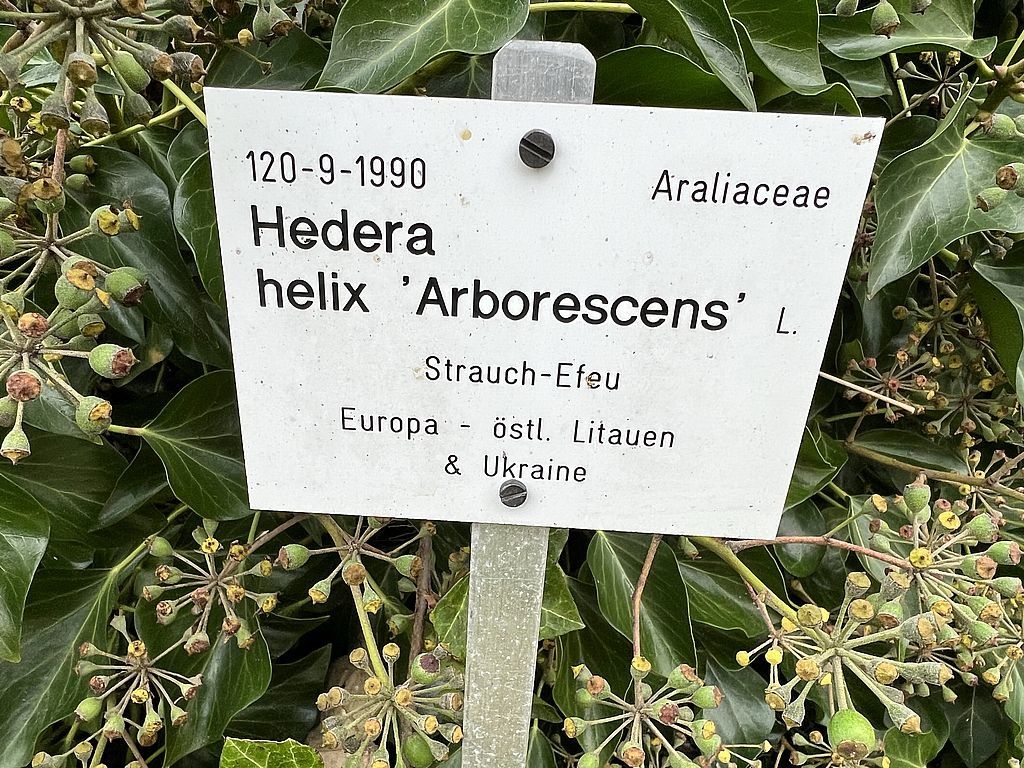 120-9-1990
Araliaceae
Hedera
helix 'Arborescens' L.
Strauch-Efeu
Europa - östl. Litauen
& Ukraine